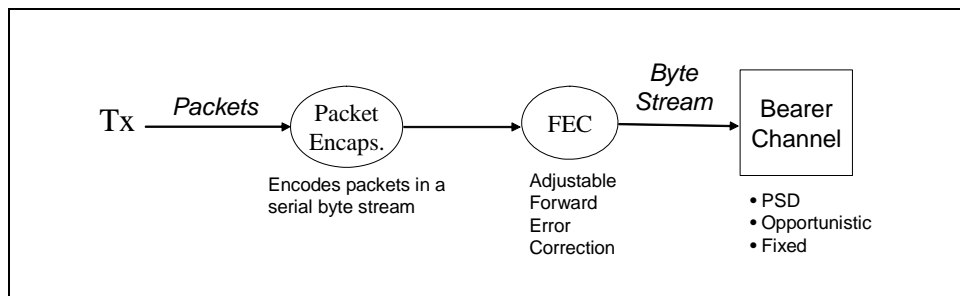 Tx
Packets
Packet
Encaps.
Encodes packets in a
serial byte stream
FEC
Adjustable
Forward
Error
Correction
Byte
Stream
Bearer
Channel
• PSD
• Opportunistic
• Fixed